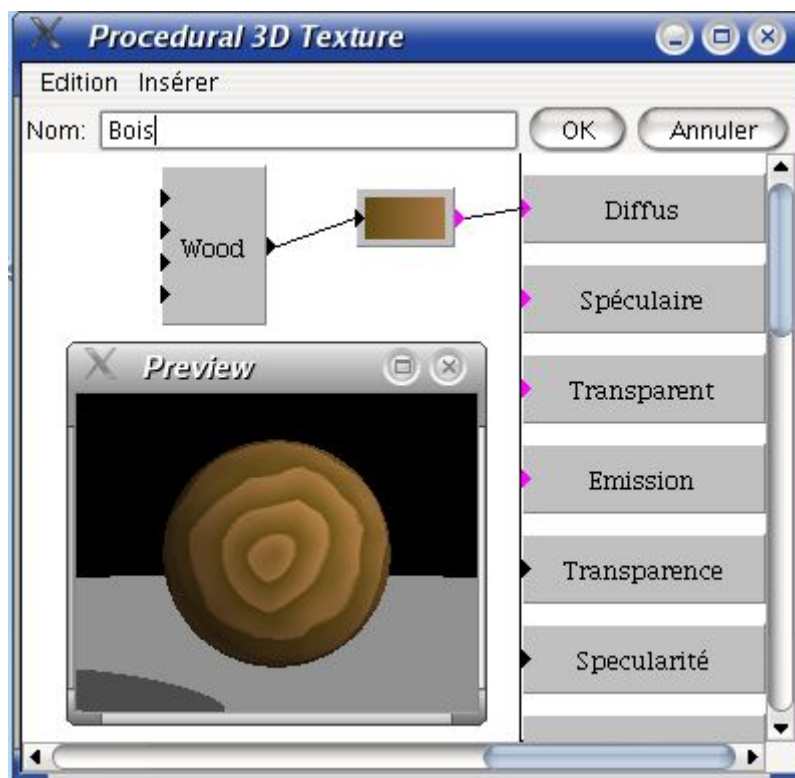 Procedural 3D Texture
Edition Insérer
Nom: Bois OK Annuler
Wood
Diffus
Spéculaire
Transparent
Emission
Transparence
Specularité
Preview